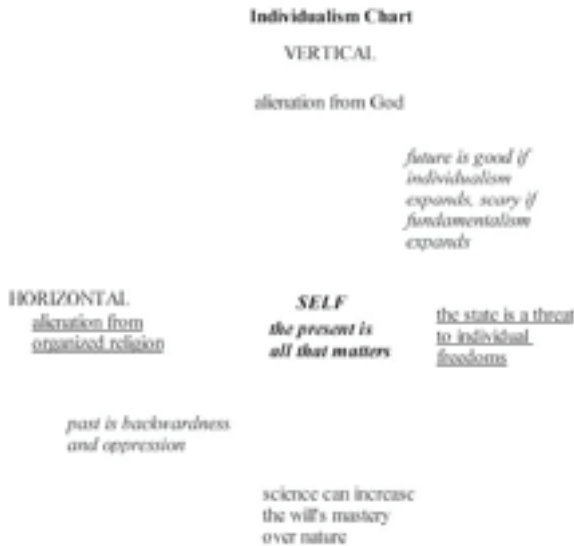 Individualism Chart
VERTICAL
alienation from God
future is good if
individualism
expands, scary if
fundamentalism
expands
HORIZONTAL
alienation from
organized religion
SELF
the present is
all that matters
the state is a threat
to individual
freedoms
past is backwardness
and oppression
science can increase
the will's mastery
over nature